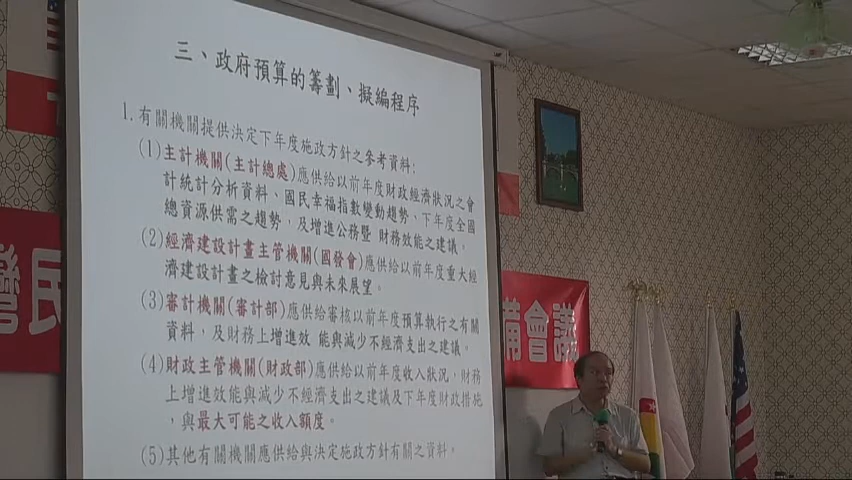 三、政府預算的籌劃、擬編程序
1.有關機關提供決定下年度施政方針之參考資料:
(1)主計機關(主計總處)應供給以前年度財政經濟狀況之會
計統計分析資料、國民幸福指數變動趨勢、下年度全國
總資源供需之趨勢，及增進公務暨 財務效能之建議。
(2)經濟建設計畫主管機關(國發會)應供給以前年度重大經
濟建設計畫之檢討意見與未來展望。
(3)審計機關(審計部)應供給審核以前年度預算執行之有關
資料，及財務上增進效 能與減少不經濟支出之建議。
(4)財政主管機關(財政部)應供給以前年度收入狀況，財務
上增進效能與減少不經濟支出之建議及下年度財政措施
，與最大可能之收入額度。
(5)其他有關機關應供給與決定施政方針有關之資料。
灣民
備會議